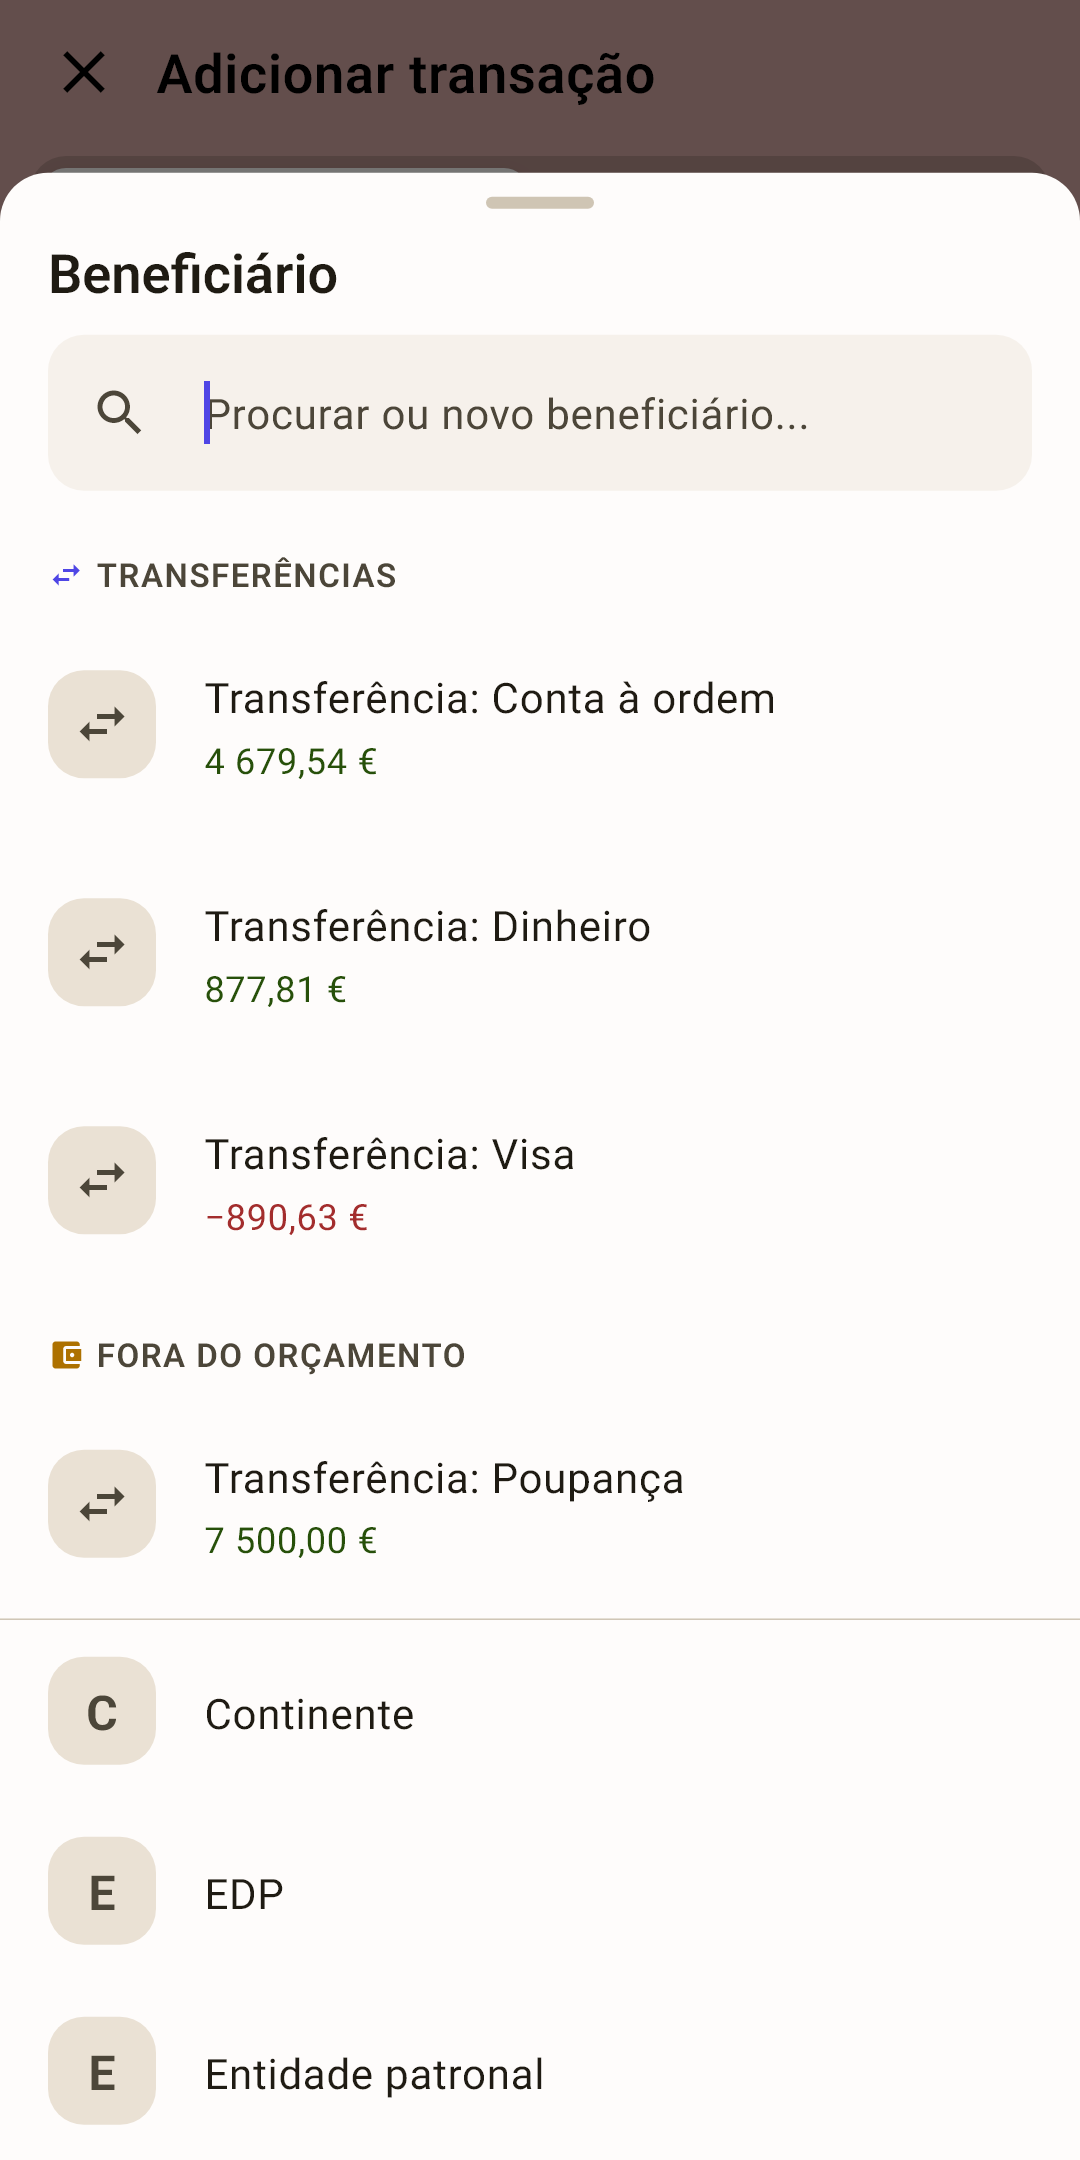 Adicionar transação
Beneficiário
Procurar ou novo beneficiário...
TRANSFERÊNCIAS
Transferência: Conta à ordem
4 679,54 €
Transferência: Dinheiro
877,81 €
Transferência: Visa
−890,63 €
FORA DO ORÇAMENTO
Transferência: Poupança
7 500,00 €
C
Continente
E
EDP
E
Entidade patronal